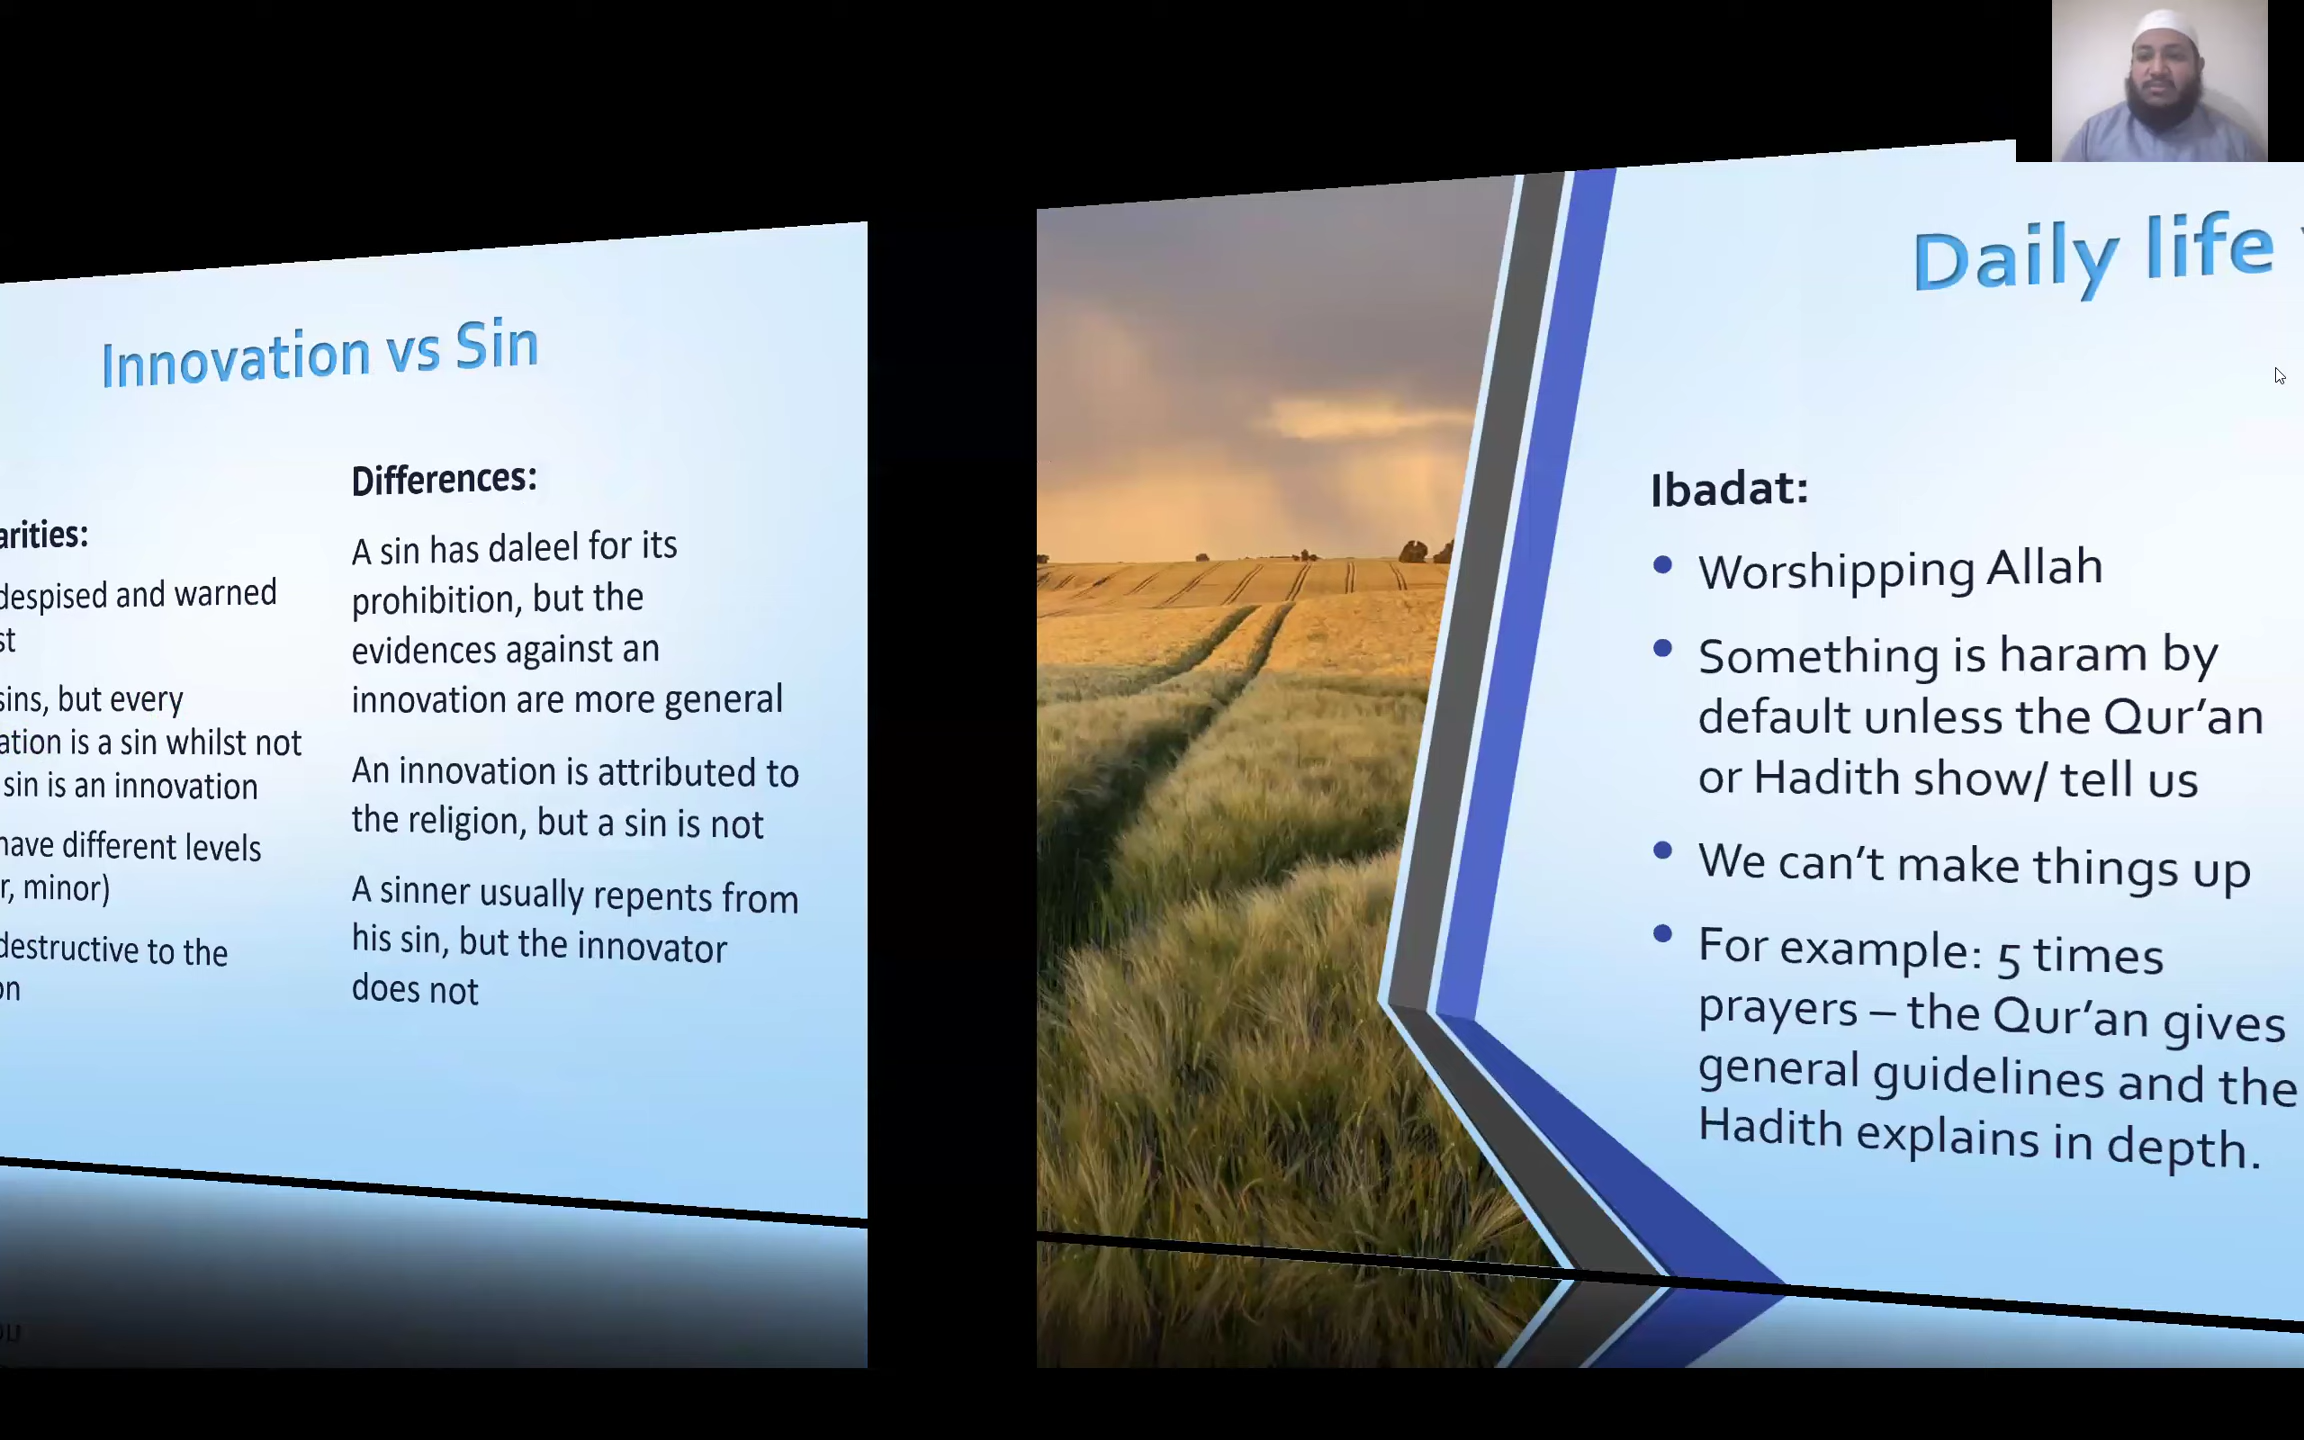 Innovation vs Sin
despised and warned
sins, but every
is a sin whilst not
sin is an innovation
have different levels
minor)
destructive to the
Differences:
A sin has daleel for its
prohibition, but the
evidences against an
innovation are more general
An innovation is attributed to
the religion, but a sin is not
A sinner usually repents from
his sin, but the innovator
does not
Daily life
Ibadat:
Worshipping Allah
Something is haram by
default unless the Qur’an
or Hadith show/ tell us
We can’t make things up
For example: 5 times
prayers – the Qur’an gives
general guidelines and the
Hadith explains in depth.